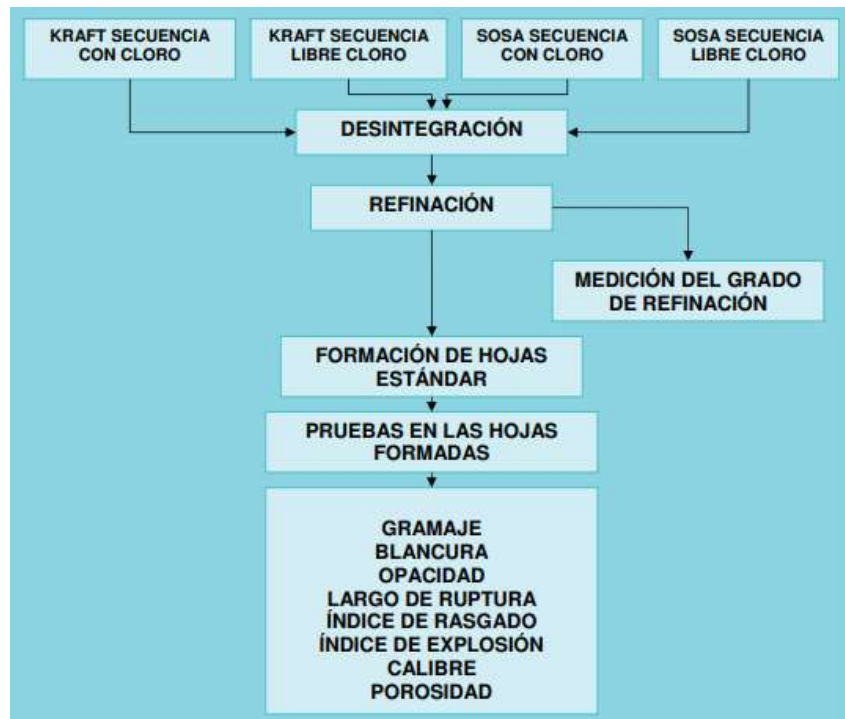 KRAFT SECUENCIA
CON CLORO
KRAFT SECUENCIA
LIBRE CLORO
SOSA SECUENCIA
CON CLORO
SOSA SECUENCIA
LIBRE CLORO
DESINTEGRACIÓN
REFINACIÓN
MEDICIÓN DEL GRADO
DE REFINACIÓN
FORMACIÓN DE HOJAS
ESTÁNDAR
PRUEBAS EN LAS HOJAS
FORMADAS
GRAMAJE
BLANCURA
OPACIDAD
LARGO DE RUPTURA
ÍNDICE DE RASGADO
ÍNDICE DE EXPLOSIÓN
CALIBRE
POROSIDAD